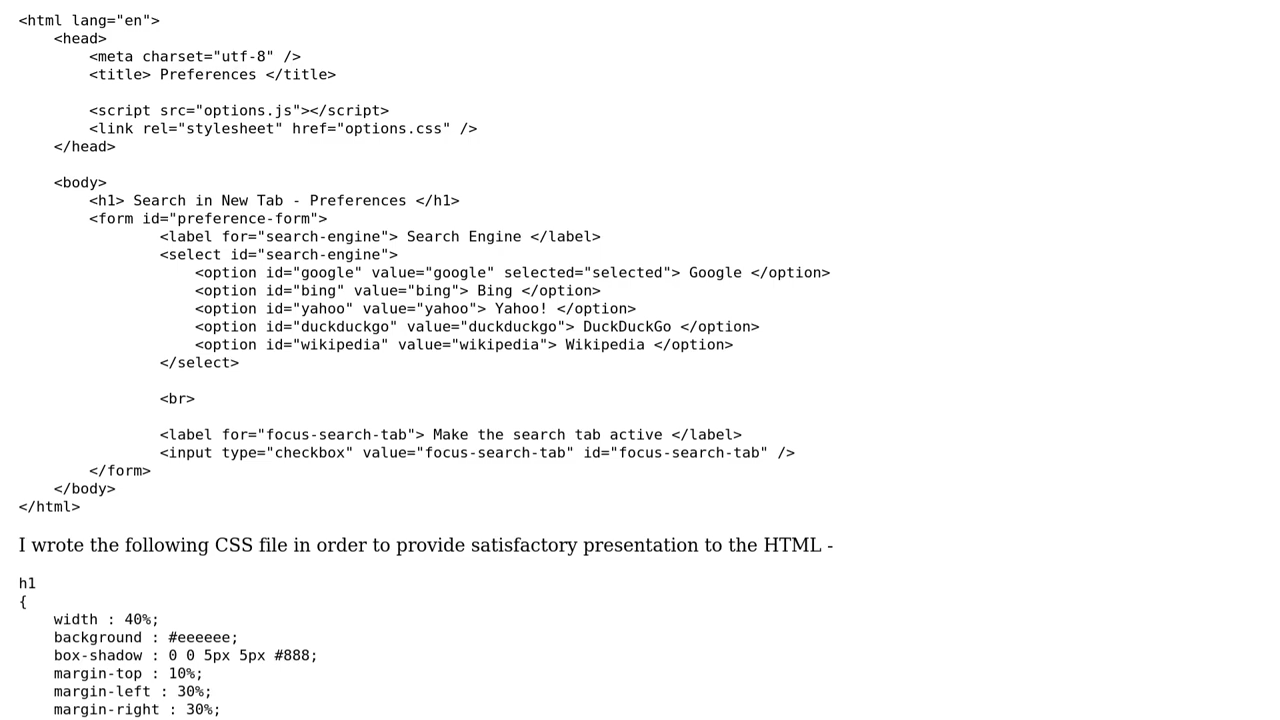 <html lang="en">
    <head>
        <meta charset="utf-8" />
        <title> Preferences </title>

        <script src="options.js"></script>
        <link rel="stylesheet" href="options.css" />
    </head>

    <body>
        <h1> Search in New Tab - Preferences </h1>
        <form id="preference-form">
                <label for="search-engine"> Search Engine </label>
                <select id="search-engine">
                    <option id="google" value="google" selected="selected"> Google </option>
                    <option id="bing" value="bing"> Bing </option>
                    <option id="yahoo" value="yahoo"> Yahoo! </option>
                    <option id="duckduckgo" value="duckduckgo"> DuckDuckGo </option>
                    <option id="wikipedia" value="wikipedia"> Wikipedia </option>
                </select>

                <br>

                <label for="focus-search-tab"> Make the search tab active </label>
                <input type="checkbox" value="focus-search-tab" id="focus-search-tab" />
        </form>
    </body>
</html>
I wrote the following CSS file in order to provide satisfactory presentation to the HTML -
h1
{
    width : 40%;
    background : #eeeeee;
    box-shadow : 0 0 5px 5px #888;
    margin-top : 10%;
    margin-left : 30%;
    margin-right : 30%;